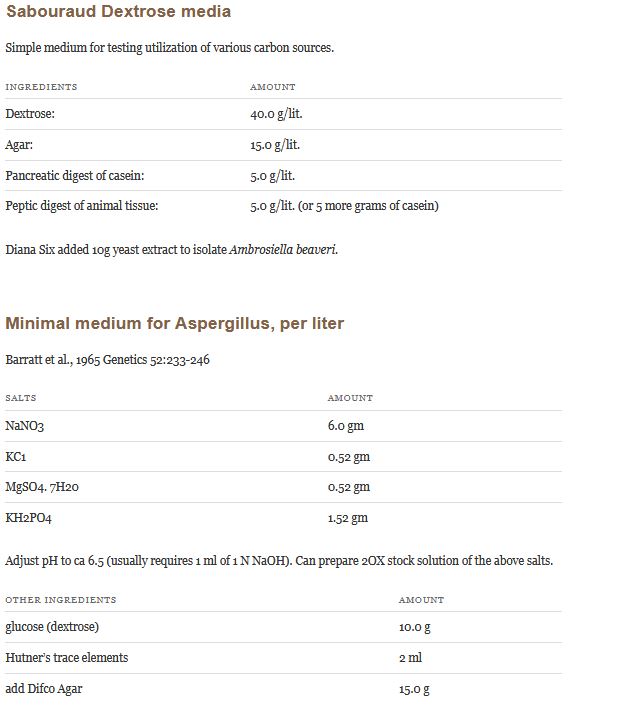 Sabouraud Dextrose media
Simple medium for testing utilization of various carbon sources.
INGREDIENTS AMOUNT
Dextrose: 40.0 g/lit.
Agar: 15.0 g/lit.
Pancreatic digest of casein: 5.0 g/lit.
Peptic digest of animal tissue: 5.0 g/lit. (or 5 more grams of casein)
Diana Six added 10g yeast extract to isolate Ambrosiella beaveri.
Minimal medium for Aspergillus, per liter
Barratt et al., 1965 Genetics 52:233-246
SALTS AMOUNT
NaNO3 6.0 gm
KC1 0.52 gm
MgSO4. 7H20 0.52 gm
KH2PO4 1.52 gm
Adjust pH to ca 6.5 (usually requires 1 ml of 1 N NaOH). Can prepare 2OX stock solution of the above salts.
OTHER INGREDIENTS AMOUNT
glucose (dextrose) 10.0 g
Hutner's trace elements 2 ml
add Difco Agar 15.0 g